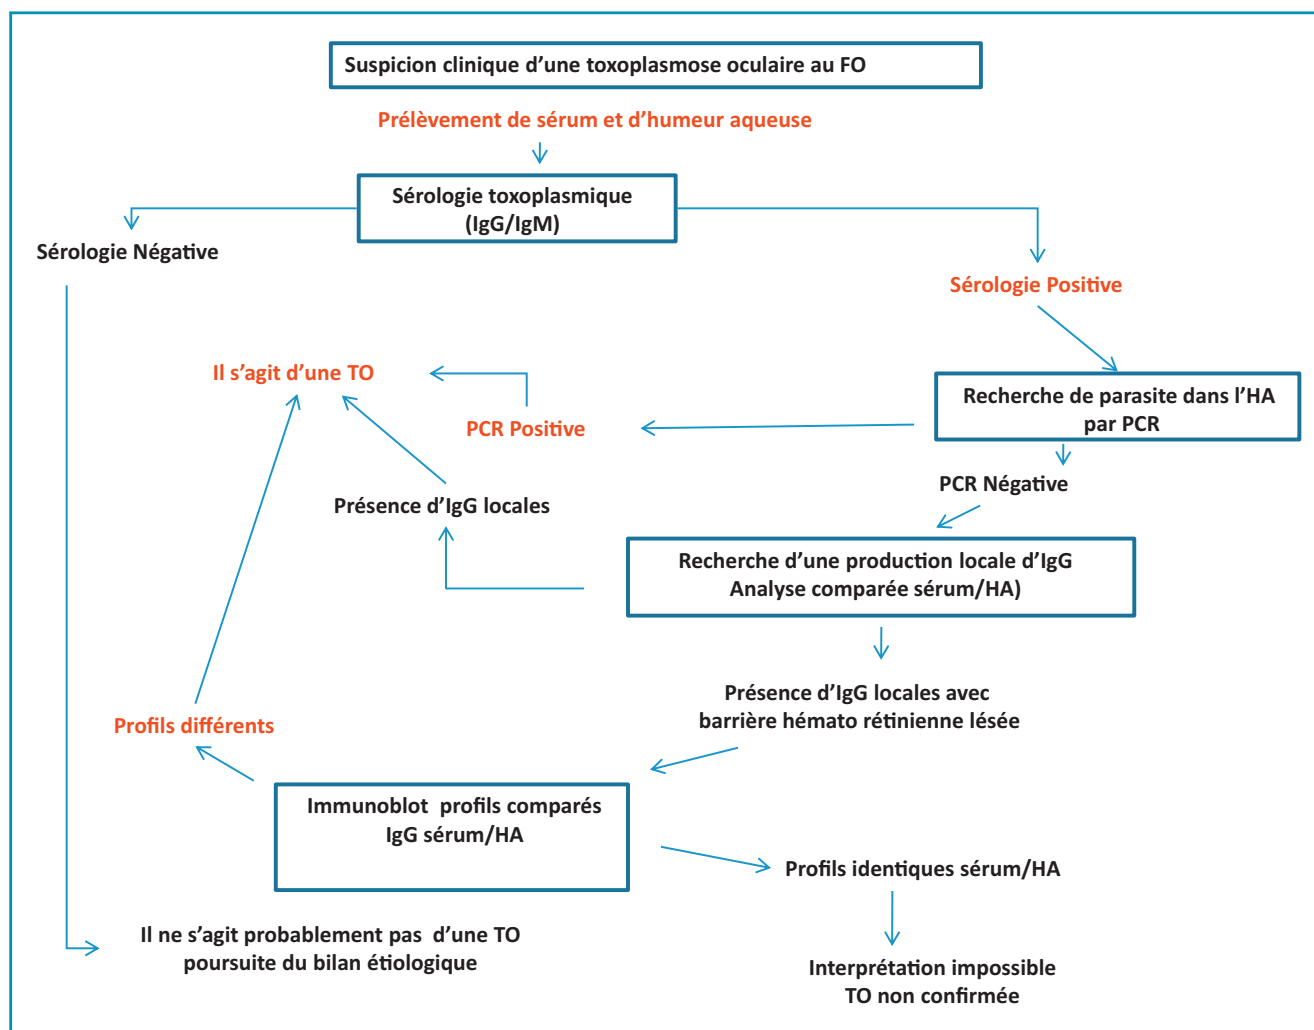 Suspicion clinique d’une toxoplasmose oculaire au FO
Prélèvement de sérum et d’humeur aqueuse
Sérologie toxoplasmique
(IgG/IgM)
Sérologie Négative
Sérologie Positive
Il s’agit d’une TO
Recherche de parasite dans l’HA
par PCR
PCR Positive
PCR Négative
Présence d’IgG locales
Recherche d’une production locale d’IgG
Analyse comparée sérum/HA)
Présence d’IgG locales avec
barrière hémato rétinienne lésée
Profils différents
Immunoblot profils comparés
IgG sérum/HA
Profils identiques sérum/HA
Il ne s’agit probablement pas d’une TO
poursuite du bilan étiologique
Interprétation impossible
TO non confirmée